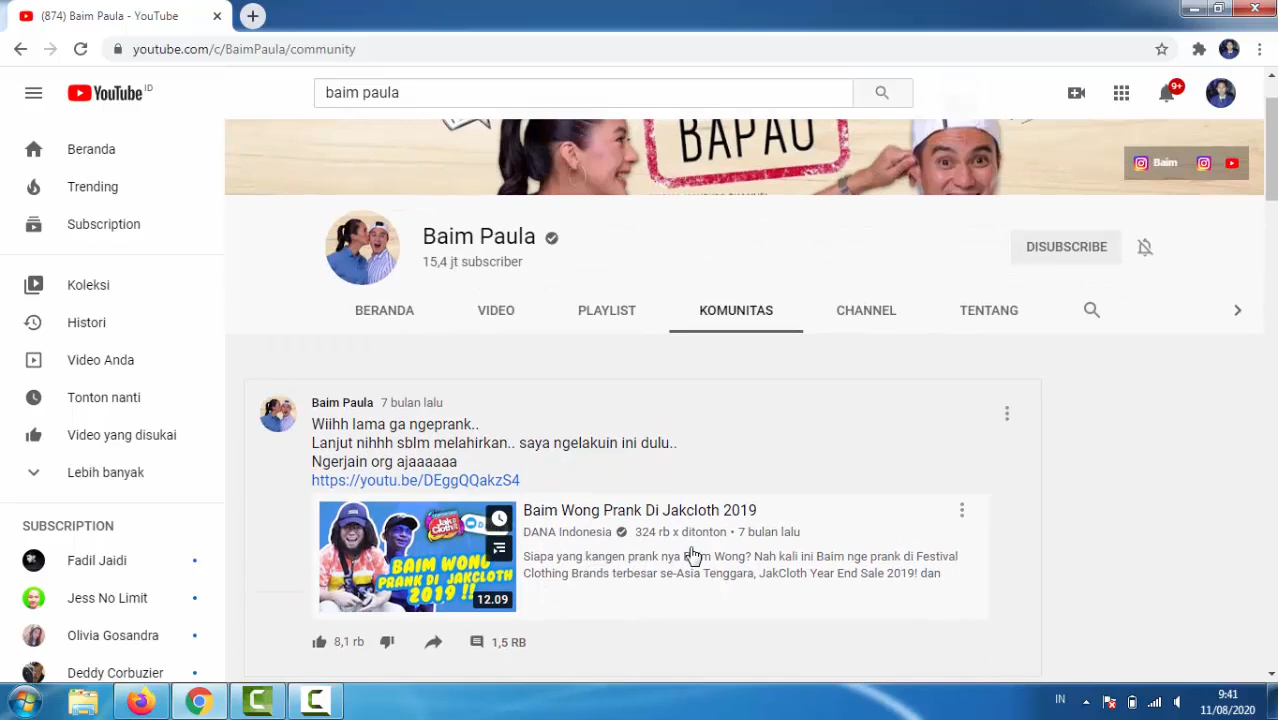 (874) Baim Paula - YouTube
youtube.com/c/BaimPaula/community
YouTube ID
baim paula
9+
BAPAU
Baim
Beranda
Trending
Subscription
Koleksi
Histori
Video Anda
Tonton nanti
Video yang disukai
Lebih banyak
SUBSCRIPTION
Fadil Jaidi
Jess No Limit
Olivia Gosandra
Deddy Corbuzier
Baim Paula
15,4 jt subscriber
DISUBSCRIBE
BERANDA VIDEO PLAYLIST KOMUNITAS CHANNEL TENTANG
Baim Paula 7 bulan lalu
Wiihh lama ga ngeprank..
Lanjut nihhh sblm melahirkan.. saya ngelakuin ini dulu..
Ngerjain org ajaaaaaa
https://youtu.be/DEggQQakzS4
BAIM WONG
PRANK DI JAKCLOTH
2019 !!
12.09
Baim Wong Prank Di Jakcloth 2019
DANA Indonesia 324 rb x ditonton • 7 bulan lalu
Siapa yang kangen prank nya Baim Wong? Nah kali ini Baim nge prank di Festival
Clothing Brands terbesar se-Asia Tenggara, JakCloth Year End Sale 2019! dan
8,1 rb 1,5 RB
IN
9:41
11/08/2020